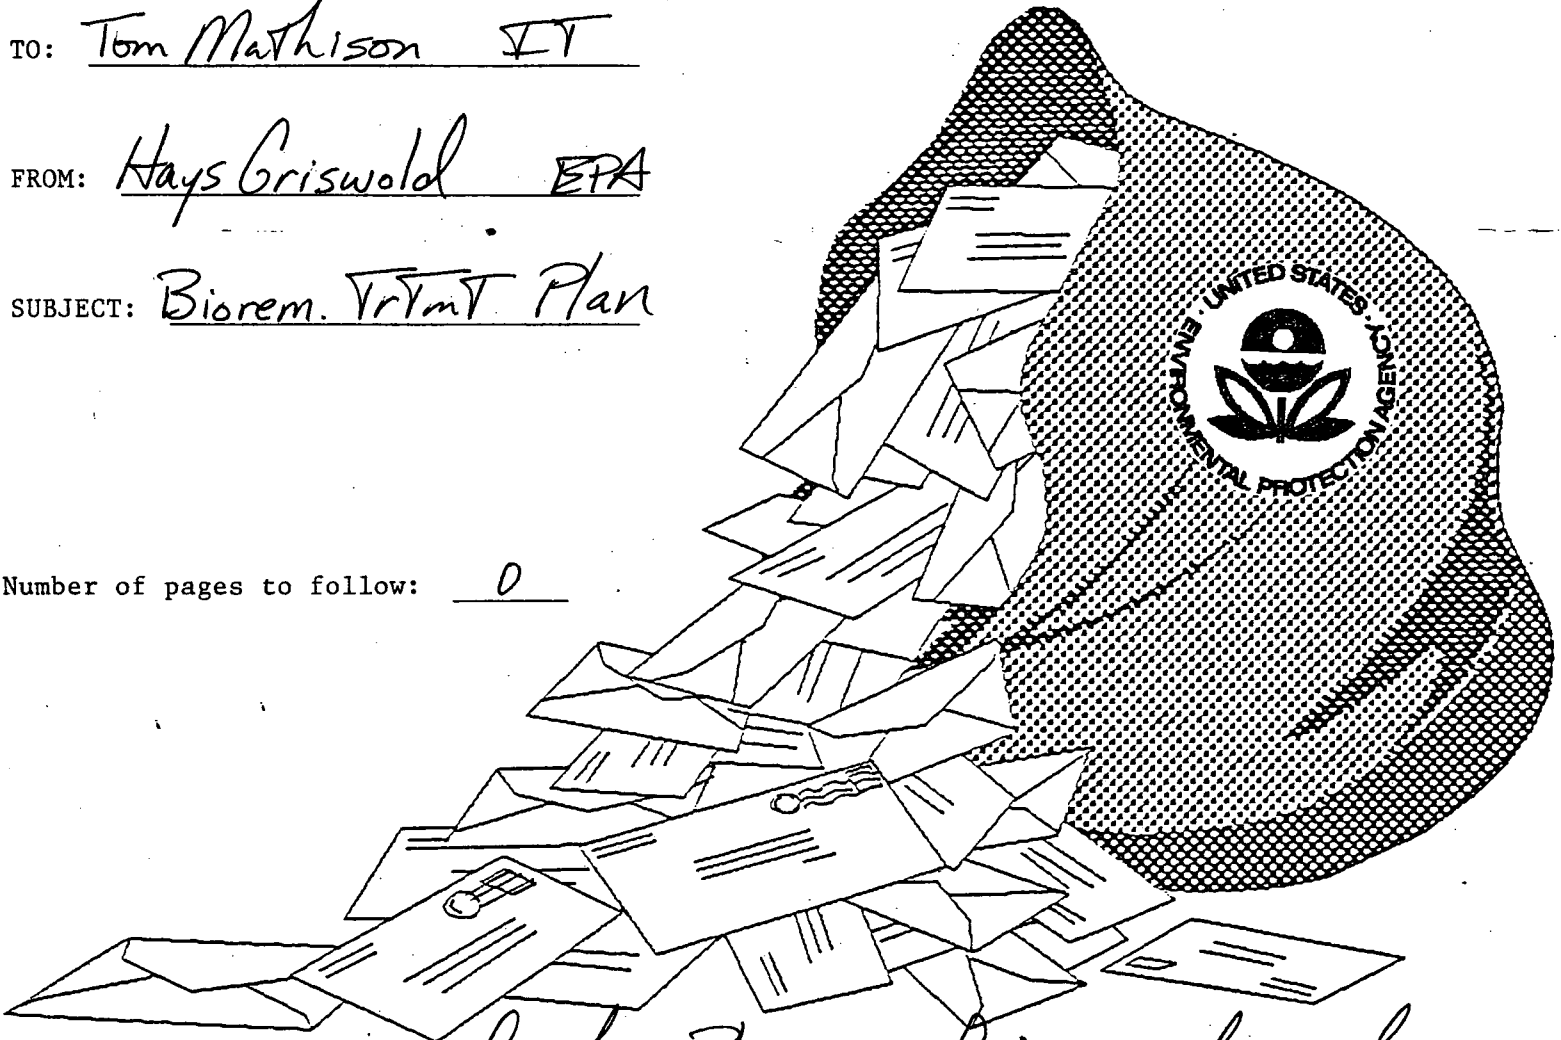 TO: Tom Mathison IT
FROM: Hays Griswold EPA
SUBJECT: Biorem. TrTmT Plan
UNITED STATES · ENVIRONMENTAL PROTECTION AGENCY ·
Number of pages to follow: 0